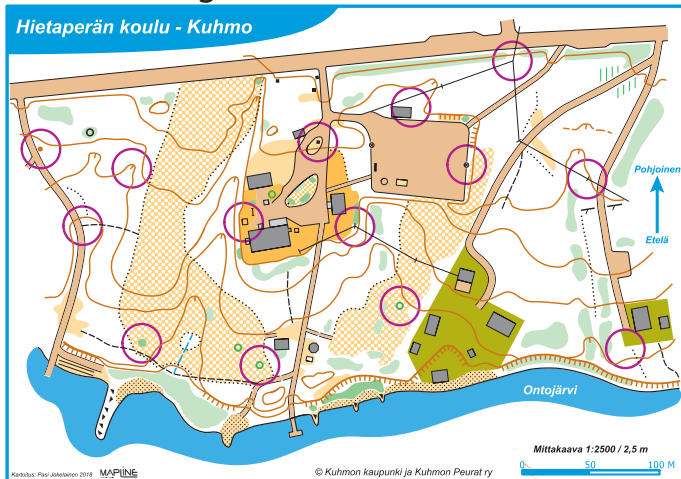 Hietaperän koulu - Kuhmo
Pohjoinen
Etelä
Ontojärvi
Mittakaava 1:2500 / 2,5 m
0 50 100 M
Kartoitus: Pasi Jokelainen 2018 MAPLINE
© Kuhmon kaupunki ja Kuhmon Peurat ry